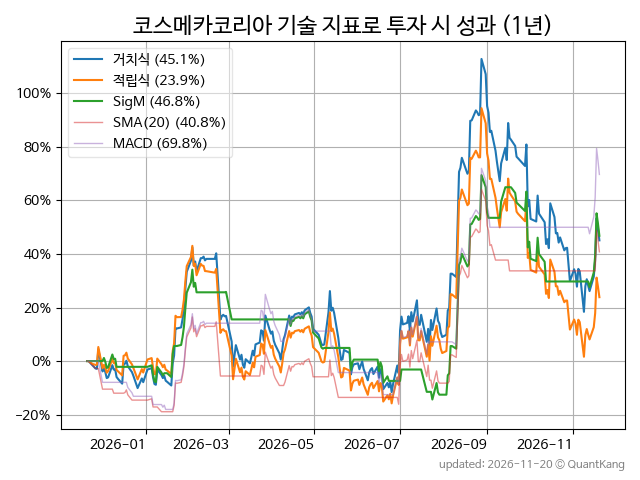 코스메카코리아 기술 지표로 투자 시 성과 (1년)
거치식 (45.1%)
적립식 (23.9%)
SigM (46.8%)
SMA(20) (40.8%)
MACD (69.8%)
100%
80%
60%
40%
20%
0%
−20%
2026-01
2026-03
2026-05
2026-07
2026-09
2026-11
updated: 2026-11-20 © QuantKang